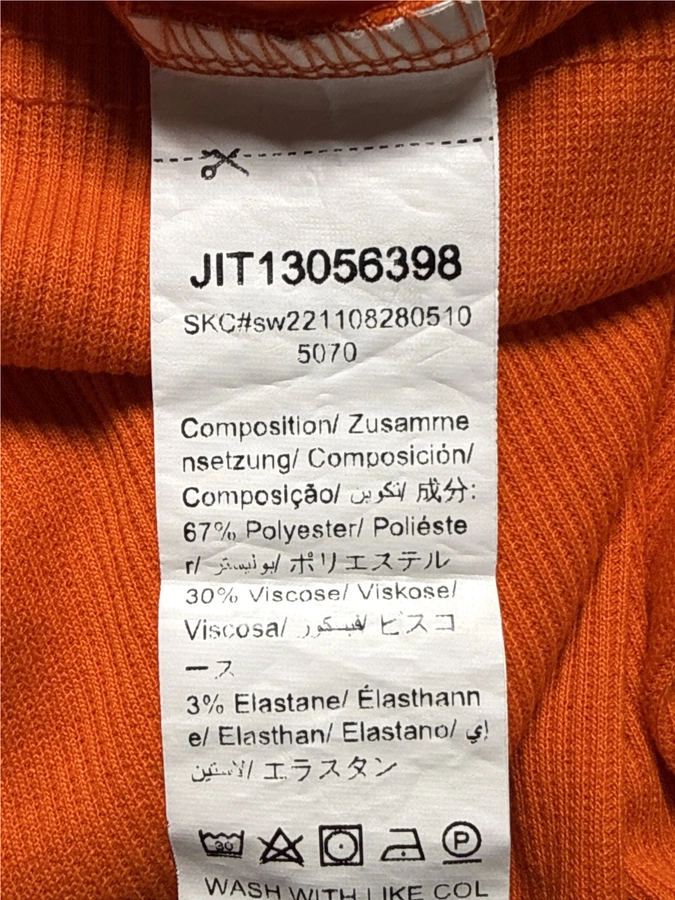 JIT13056398
SKC#sw221108280510
5070
Composition/ Zusamme
nsetzung/ Composición/
Composição/ تكوين/ 成分:
67% Polyester/ Poliéste
r/ بوليستر/ ポリエステル
30% Viscose/ Viskose/
Viscosa/ فيسكور/ ビスコ
ース
3% Elastane/ Élasthann
e/ Elasthan/ Elastano/ إي
لاستين/ エラスタン
30
P
WASH WITH LIKE COL